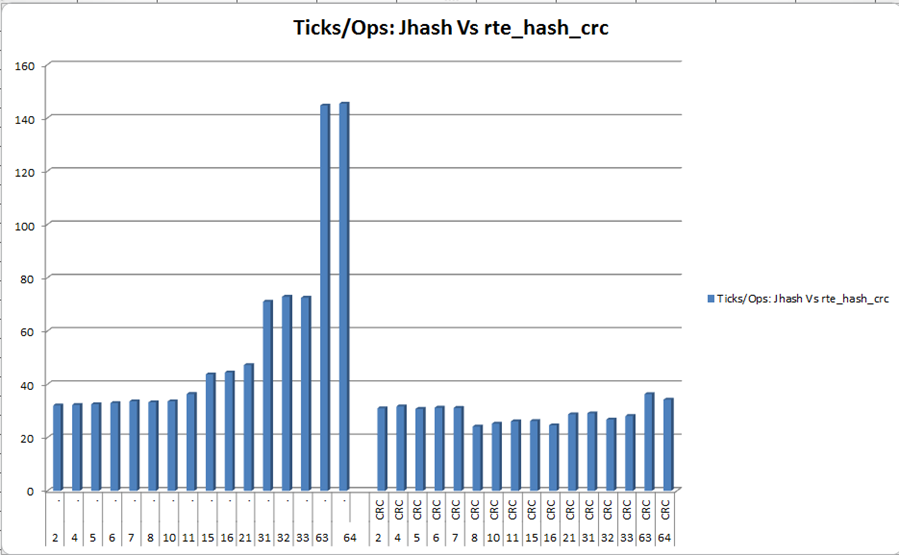 Ticks/Ops: Jhash Vs rte_hash_crc
160
140
120
100
80
60
40
20
0
Ticks/Ops: Jhash Vs rte_hash_crc
. . . . . . . . . . . . . . . CRC CRC CRC CRC CRC CRC CRC CRC CRC CRC CRC CRC CRC CRC CRC CRC
2 4 5 6 7 8 10 11 15 16 21 31 32 33 63 64 2 4 5 6 7 8 10 11 15 16 21 31 32 33 63 64